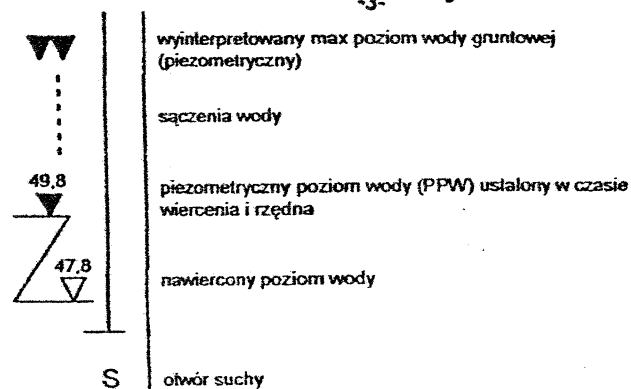 -3-
wyinterpretowany max poziom wody gruntowej
(piezometryczny)
sączenia wody
49,8
piezometryczny poziom wody (PPW) ustalony w czasie
wiercenia i rzędna
47,8
nawiercony poziom wody
S
otwór suchy